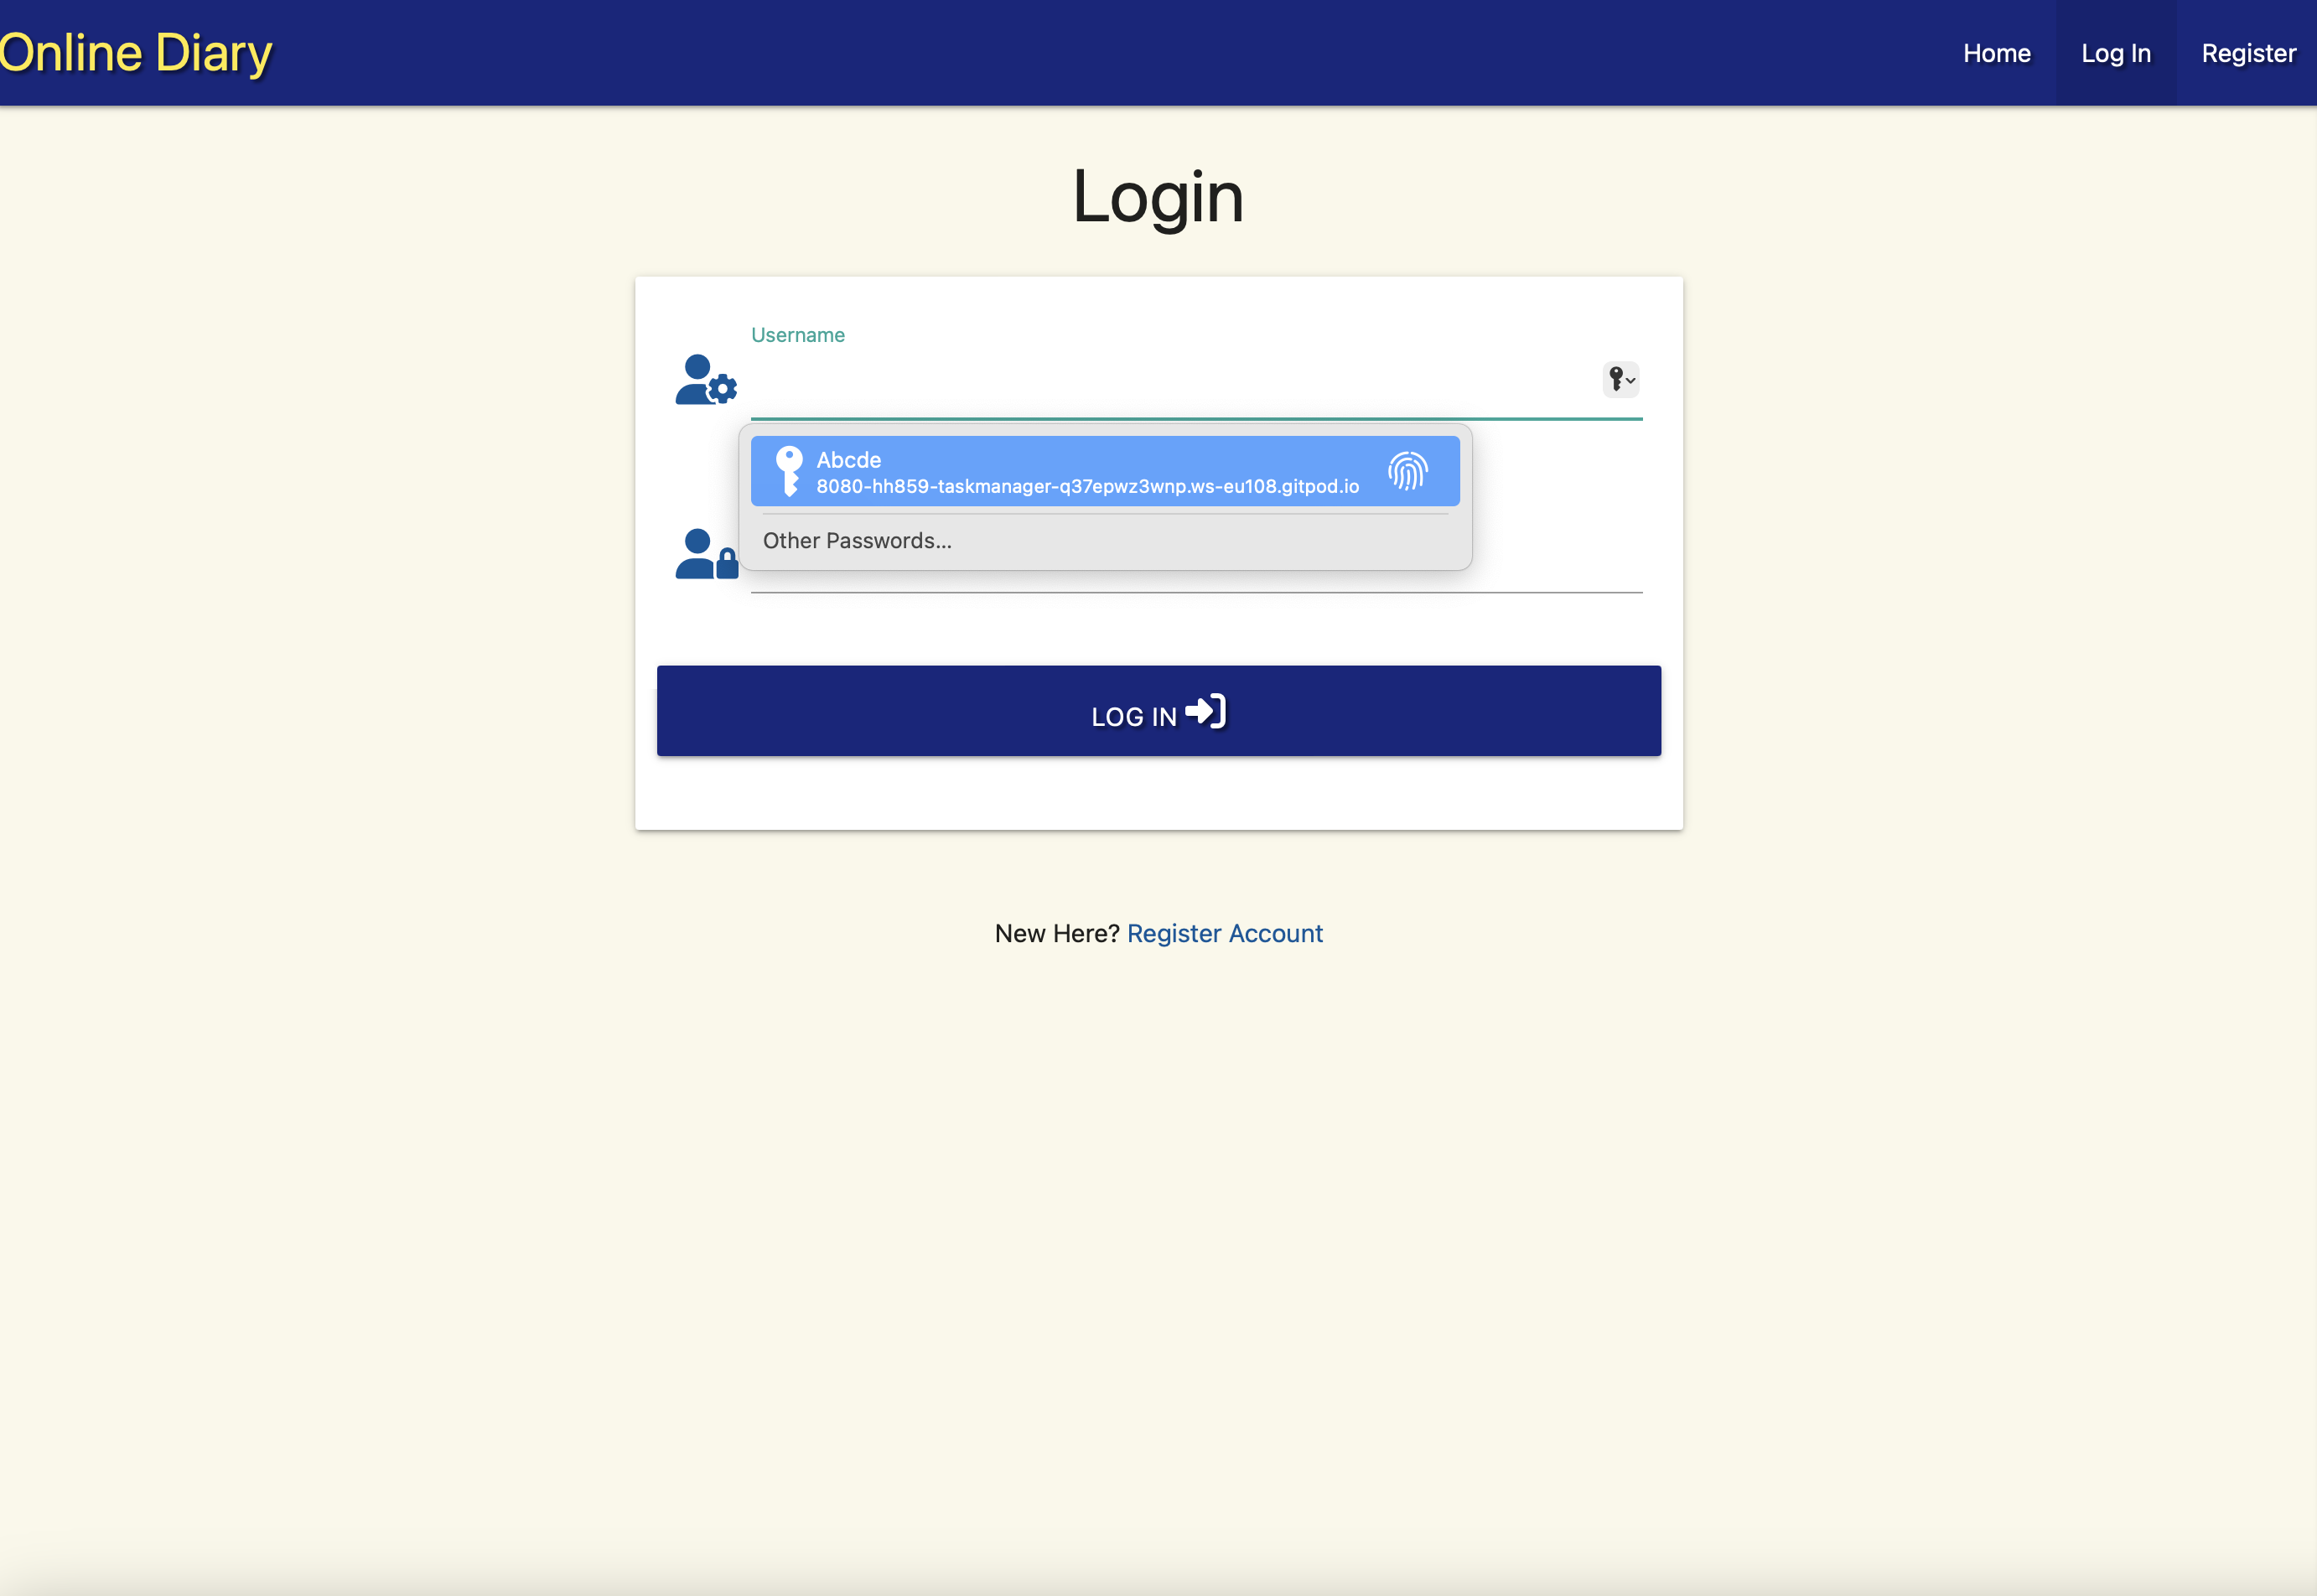 Online Diary
Home
Log In
Register
Login
Username
Abcde
8080-hh859-taskmanager-q37epwz3wnp.ws-eu108.gitpod.io
Other Passwords...
LOG IN
New Here? Register Account